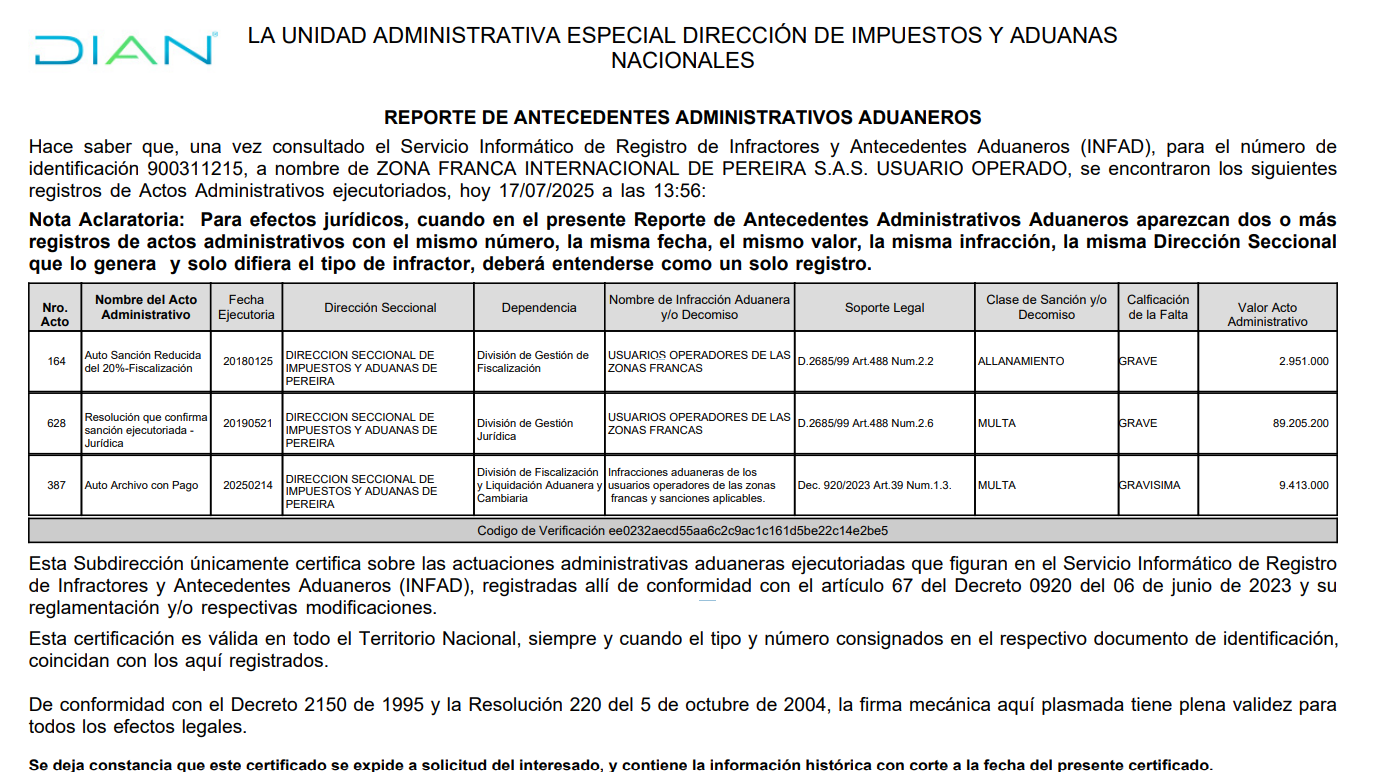 DIAN
LA UNIDAD ADMINISTRATIVA ESPECIAL DIRECCIÓN DE IMPUESTOS Y ADUANAS
NACIONALES
REPORTE DE ANTECEDENTES ADMINISTRATIVOS ADUANEROS
Hace saber que, una vez consultado el Servicio Informático de Registro de Infractores y Antecedentes Aduaneros (INFAD), para el número de
identificación 900311215, a nombre de ZONA FRANCA INTERNACIONAL DE PEREIRA S.A.S. USUARIO OPERADO, se encontraron los siguientes
registros de Actos Administrativos ejecutoriados, hoy 17/07/2025 a las 13:56:
Nota Aclaratoria: Para efectos jurídicos, cuando en el presente Reporte de Antecedentes Administrativos Aduaneros aparezcan dos o más
registros de actos administrativos con el mismo número, la misma fecha, el mismo valor, la misma infracción, la misma Dirección Seccional
que lo genera y solo difiera el tipo de infractor, deberá entenderse como un solo registro.
Nro. Acto
Nombre del Acto Administrativo
Fecha Ejecutoria
Dirección Seccional
Dependencia
Nombre de Infracción Aduanera y/o Decomiso
Soporte Legal
Clase de Sanción y/o Decomiso
Calficación de la Falta
Valor Acto Administrativo
164
Auto Sanción Reducida
del 20%-Fiscalización
20180125
DIRECCION SECCIONAL DE
IMPUESTOS Y ADUANAS DE
PEREIRA
División de Gestión de
Fiscalización
USUARIOS OPERADORES DE LAS
ZONAS FRANCAS
D.2685/99 Art.488 Num.2.2
ALLANAMIENTO
GRAVE
2.951.000
628
Resolución que confirma
sanción ejecutoriada -
Jurídica
20190521
DIRECCION SECCIONAL DE
IMPUESTOS Y ADUANAS DE
PEREIRA
División de Gestión
Jurídica
USUARIOS OPERADORES DE LAS
ZONAS FRANCAS
D.2685/99 Art.488 Num.2.6
MULTA
GRAVE
89.205.200
387
Auto Archivo con Pago
20250214
DIRECCION SECCIONAL DE
IMPUESTOS Y ADUANAS DE
PEREIRA
División de Fiscalización
y Liquidación Aduanera y
Cambiaria
Infracciones aduaneras de los
usuarios operadores de las zonas
francas y sanciones aplicables.
Dec. 920/2023 Art.39 Num.1.3.
MULTA
GRAVISIMA
9.413.000
Codigo de Verificación ee0232aecd55aa6c2c9ac1c161d5be22c14e2be5
Esta Subdirección únicamente certifica sobre las actuaciones administrativas aduaneras ejecutoriadas que figuran en el Servicio Informático de Registro
de Infractores y Antecedentes Aduaneros (INFAD), registradas allí de conformidad con el artículo 67 del Decreto 0920 del 06 de junio de 2023 y su
reglamentación y/o respectivas modificaciones.
Esta certificación es válida en todo el Territorio Nacional, siempre y cuando el tipo y número consignados en el respectivo documento de identificación,
coincidan con los aquí registrados.
De conformidad con el Decreto 2150 de 1995 y la Resolución 220 del 5 de octubre de 2004, la firma mecánica aquí plasmada tiene plena validez para
todos los efectos legales.
Se deja constancia que este certificado se expide a solicitud del interesado, y contiene la información histórica con corte a la fecha del presente certificado.